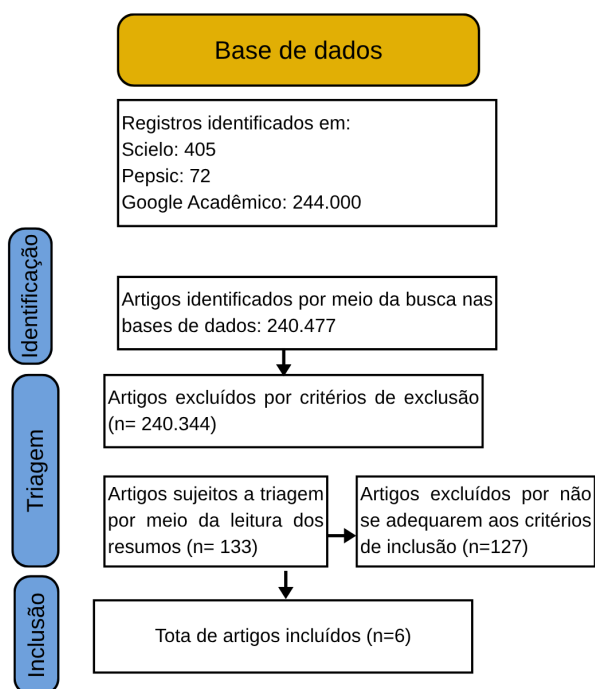 Base de dados
Registros identificados em:
Scielo: 405
Pepsic: 72
Google Acadêmico: 244.000
Identificação
Artigos identificados por meio da busca nas
bases de dados: 240.477
Triagem
Artigos excluídos por critérios de exclusão
(n= 240.344)
Artigos sujeitos a triagem
por meio da leitura dos
resumos (n= 133)
Artigos excluídos por não
se adequarem aos critérios
de inclusão (n=127)
Inclusão
Tota de artigos incluídos (n=6)